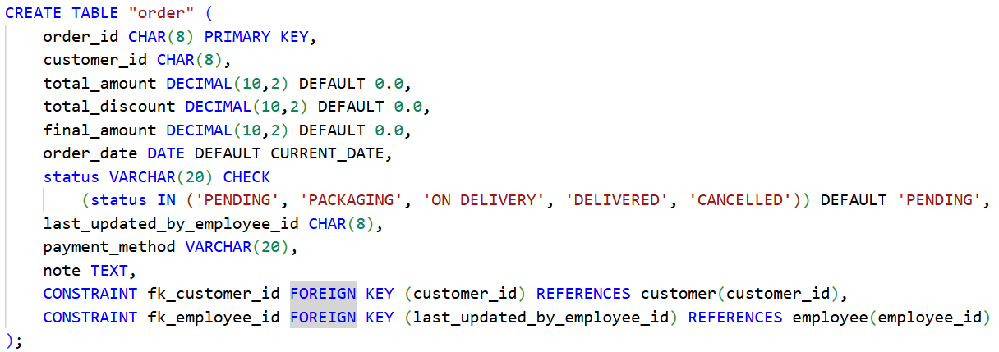 CREATE TABLE "order" (
order_id CHAR(8) PRIMARY KEY,
customer_id CHAR(8),
total_amount DECIMAL(10,2) DEFAULT 0.0,
total_discount DECIMAL(10,2) DEFAULT 0.0,
final_amount DECIMAL(10,2) DEFAULT 0.0,
order_date DATE DEFAULT CURRENT_DATE,
status VARCHAR(20) CHECK
(status IN ('PENDING', 'PACKAGING', 'ON DELIVERY', 'DELIVERED', 'CANCELLED')) DEFAULT 'PENDING',
last_updated_by_employee_id CHAR(8),
payment_method VARCHAR(20),
note TEXT,
CONSTRAINT fk_customer_id FOREIGN KEY (customer_id) REFERENCES customer(customer_id),
CONSTRAINT fk_employee_id FOREIGN KEY (last_updated_by_employee_id) REFERENCES employee(employee_id)
);